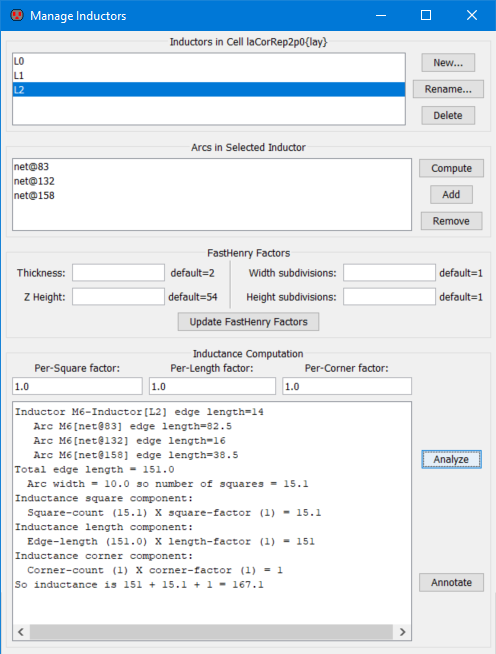 Manage Inductors
Inductors in Cell laCorRep2p0{lay}
L0
L1
L2
New...
Rename...
Delete
Arcs in Selected Inductor
net@83
net@132
net@158
Compute
Add
Remove
FastHenry Factors
Thickness: default=2 Width subdivisions: default=1
Z Height: default=54 Height subdivisions: default=1
Update FastHenry Factors
Inductance Computation
Per-Square factor: Per-Length factor: Per-Corner factor:
1.0 1.0 1.0
Inductor M6-Inductor[L2] edge length=14
Arc M6[net@83] edge length=82.5
Arc M6[net@132] edge length=16
Arc M6[net@158] edge length=38.5
Total edge length = 151.0
Arc width = 10.0 so number of squares = 15.1
Inductance square component:
Square-count (15.1) X square-factor (1) = 15.1
Inductance length component:
Edge-length (151.0) X length-factor (1) = 151
Inductance corner component:
Corner-count (1) X corner-factor (1) = 1
So inductance is 151 + 15.1 + 1 = 167.1
Analyze
Annotate